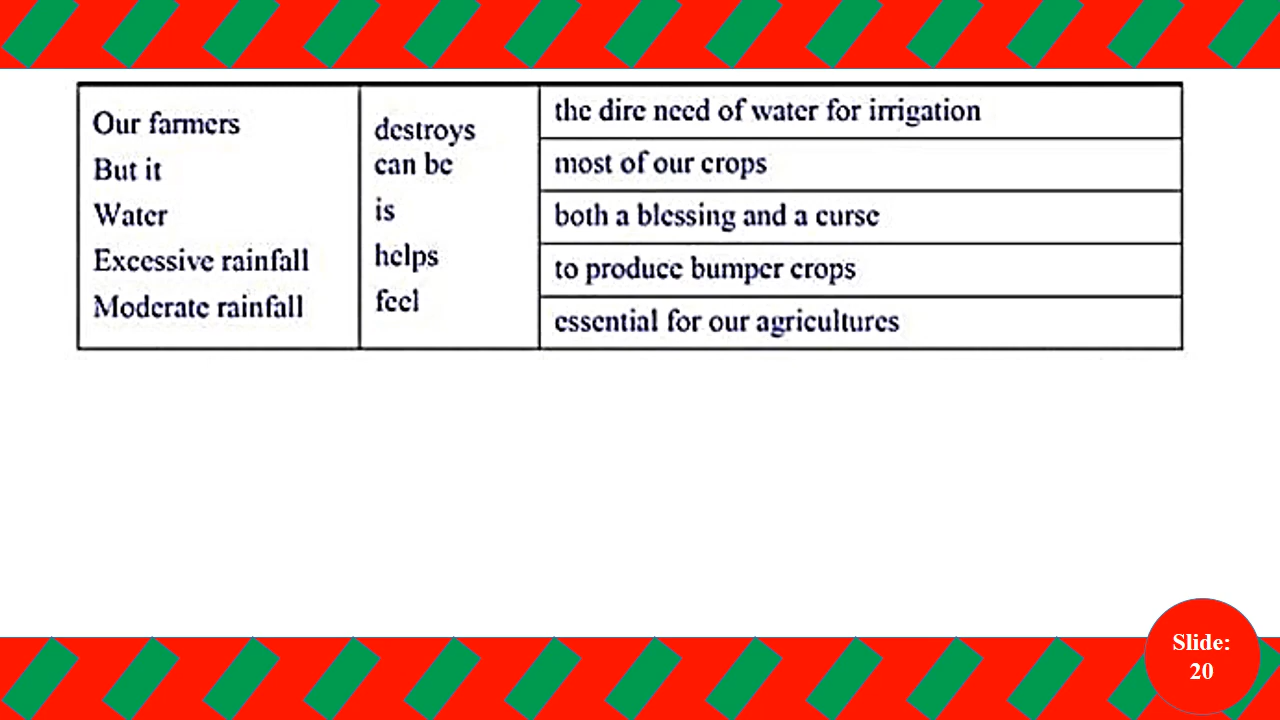 Our farmers
But it
Water
Excessive rainfall
Moderate rainfall
destroys
can be
is
helps
feel
the dire need of water for irrigation
most of our crops
both a blessing and a curse
to produce bumper crops
essential for our agricultures
Slide:
20